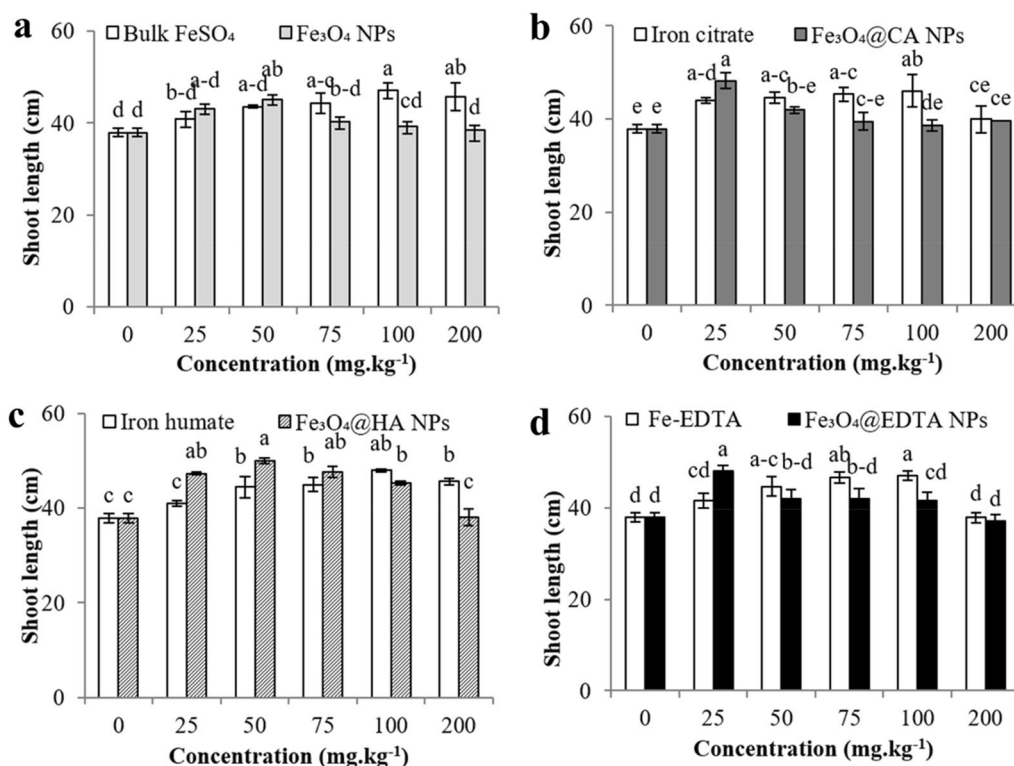 a
60
Bulk FeSO₄ Fe₃O₄ NPs
a-d ab a-c a ab
b-d a-d b-d cd d
d d
40
20
0
Shoot length (cm)
0 25 50 75 100 200
Concentration (mg.kg⁻¹)
b
60
Iron citrate Fe₃O₄@CA NPs
a-d a a-c a-c ab
b-e c-e de ce ce
e e
40
20
0
Shoot lengh (cm)
0 25 50 75 100 200
Concentration (mg.kg⁻¹)
c
60
Iron humate Fe₃O₄@HA NPs
c c c ab b a b ab ab b b c
40
20
0
Shoot length (cm)
0 25 50 75 100 200
Concentration (mg.kg⁻¹)
d
60
Fe-EDTA Fe₃O₄@EDTA NPs
d d cd a a-c b-d ab b-d a cd d d
40
20
0
Shoot length (cm)
0 25 50 75 100 200
Concentration (mg.kg⁻¹)